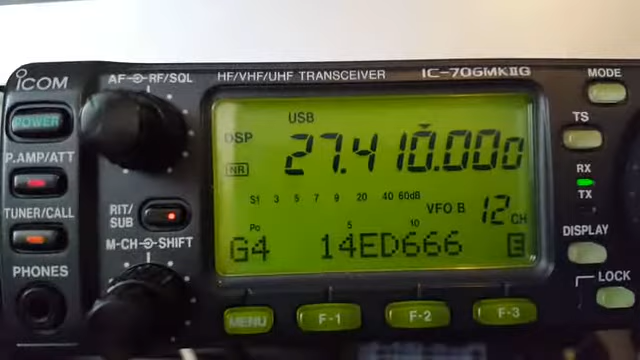 ICOM AF-RF/SQL HF/VHF/UHF TRANSCEIVER IC-706MKIIG MODE
POWER
P.AMP/ATT
TUNER/CALL
PHONES
RIT/
SUB
M-CH SHIFT
USB
DSP
NR
27.410.000
S1 3 5 7 9 20 40 60dB
VFO B 12CH
Po 5 10
G4 14ED666 E
MENU F-1 F-2 F-3
TS
RX
TX
DISPLAY
LOCK